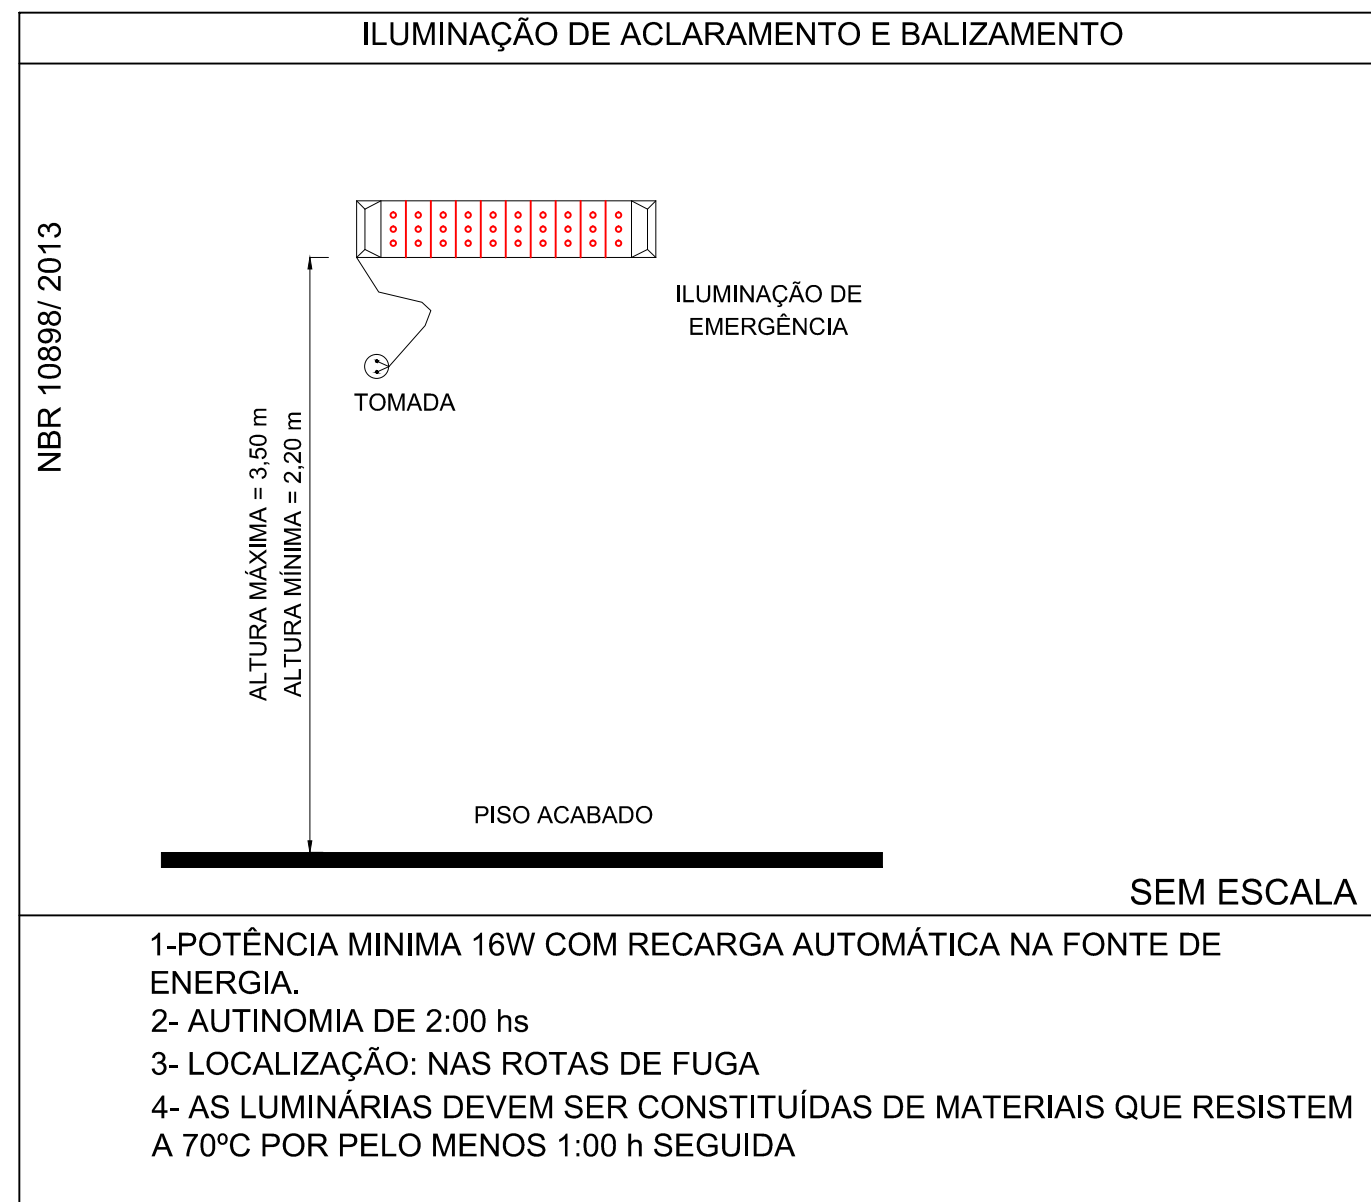 ILUMINAÇÃO DE ACLARAMENTO E BALIZAMENTO
NBR 10898/ 2013
ILUMINAÇÃO DE
EMERGÊNCIA
TOMADA
ALTURA MÁXIMA = 3,50 m
ALTURA MÍNIMA = 2,20 m
PISO ACABADO
SEM ESCALA
1-POTÊNCIA MINIMA 16W COM RECARGA AUTOMÁTICA NA FONTE DE
ENERGIA.
2- AUTINOMIA DE 2:00 hs
3- LOCALIZAÇÃO: NAS ROTAS DE FUGA
4- AS LUMINÁRIAS DEVEM SER CONSTITUÍDAS DE MATERIAIS QUE RESISTEM
A 70ºC POR PELO MENOS 1:00 h SEGUIDA